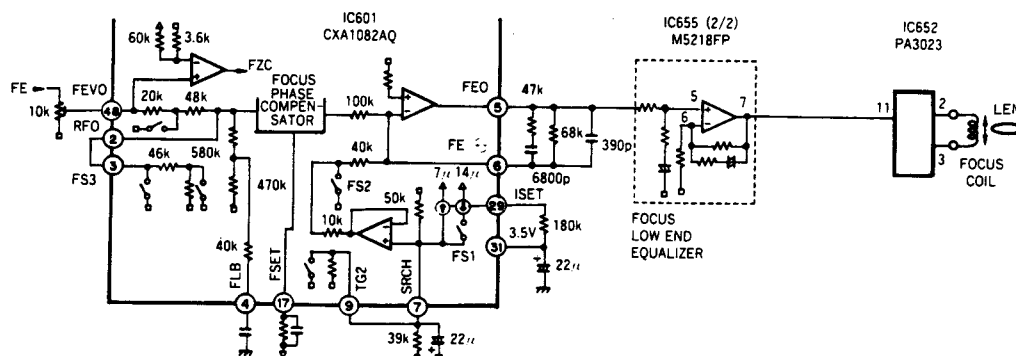 IC601
CXA1082AQ
IC655 (2/2)
M5218FP
IC652
PA3023
60k
3.6k
FZC
FE
FEVO
10k
48
20k
48k
RFO
2
3
FS3
46k
580k
FOCUS
PHASE
COMPEN-
SATOR
100k
FEO
5
47k
68k
390p
6800p
FE
6
40k
FS2
7μ
14μ
29
ISET
50k
10k
3.5V
31
180k
FS1
22μ
470k
40k
FLB
FSET
TG2
SRCH
4
17
9
7
39k
22μ
5
6
7
FOCUS
LOW END
EQUALIZER
11
2
3
LEN
FOCUS
COIL